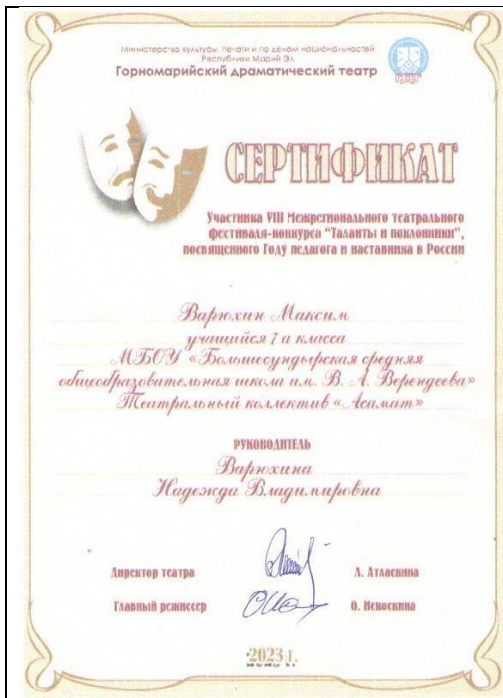 Министерство культуры, печати и по делам национальностей
Республики Марий Эл
Горномарийский драматический театр
СЕРТИФИКАТ
Участника VIII Межрегионального театрального
фестиваля-конкурса "Таланты и поклонники",
посвященного Году педагога и наставника в России
Варюхин Максим
учащийся 7 а класса
МБОУ «Большесундырская средняя
общеобразовательная школа им. В. А. Верендеева»
Театральный коллектив «Асамат»
РУКОВОДИТЕЛЬ
Варюхина
Надежда Владимировна
Директор театра Л. Атласкина
Главный режиссер О. Искоскина
2023 г.